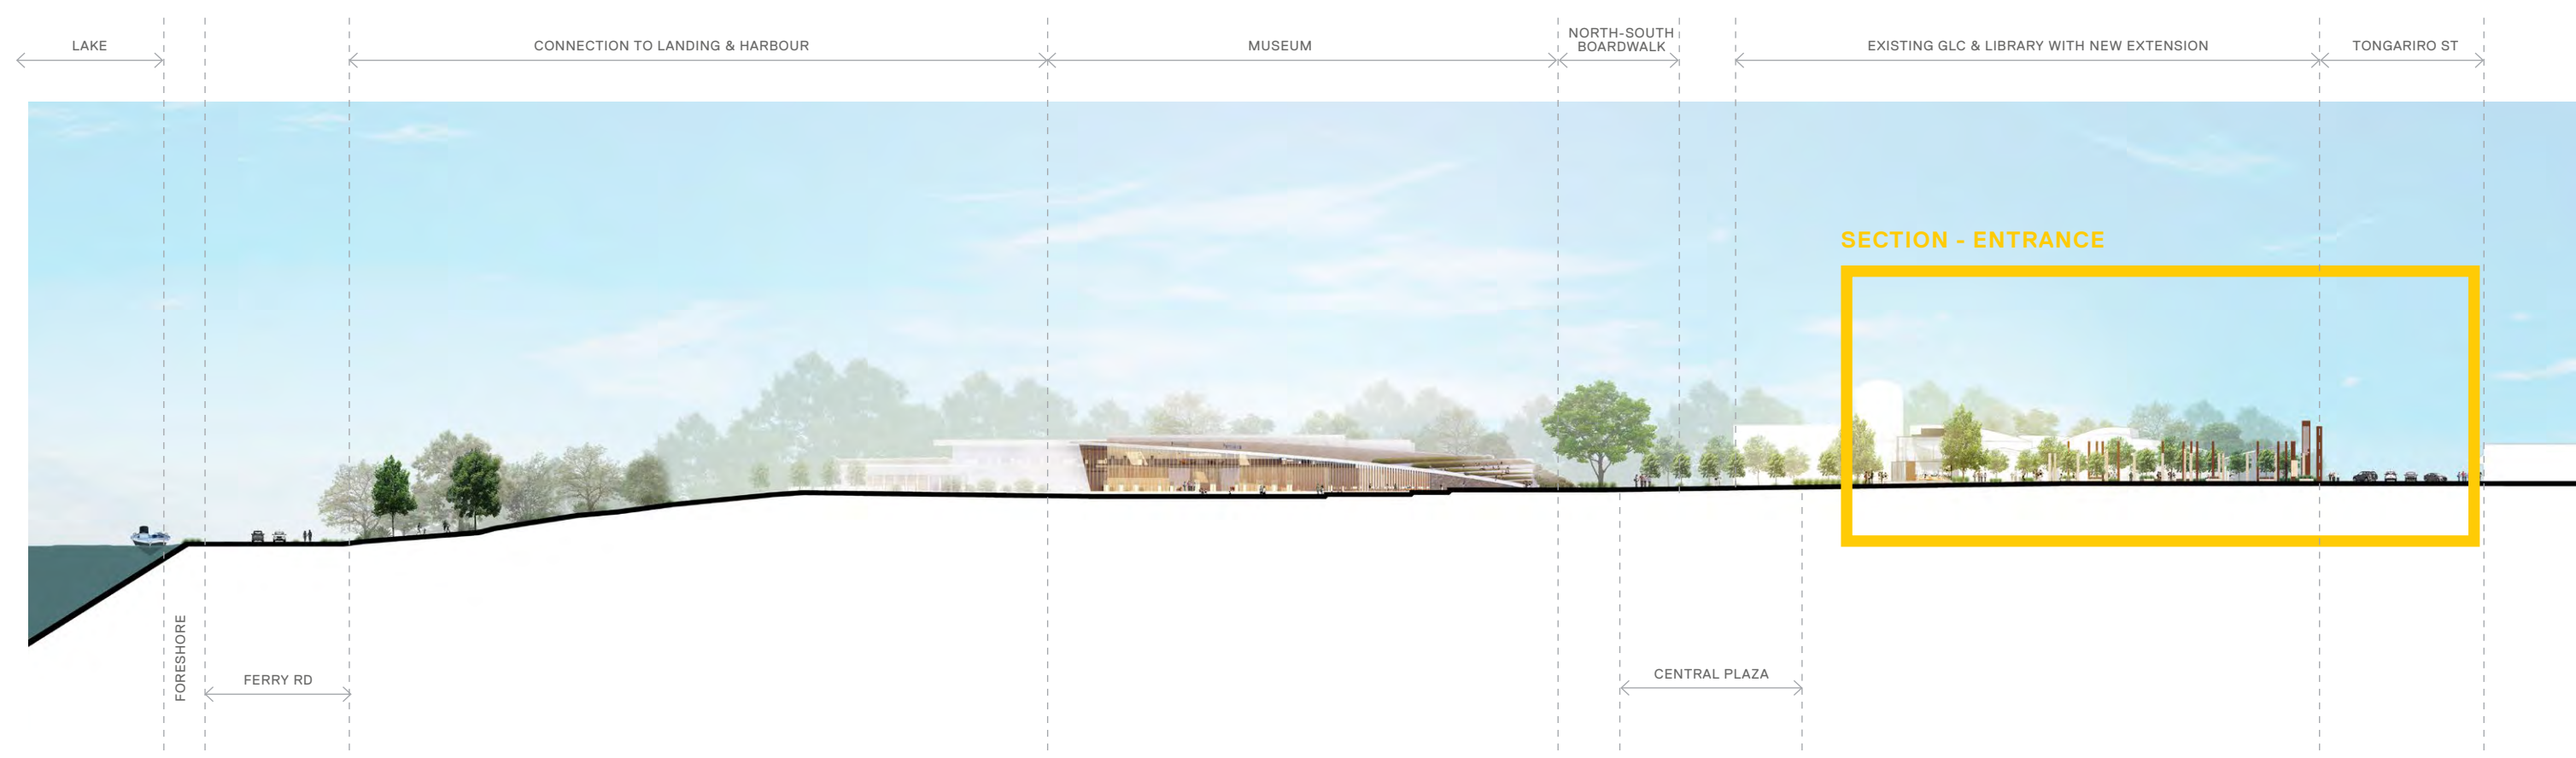 LAKE
CONNECTION TO LANDING & HARBOUR
MUSEUM
NORTH-SOUTH
BOARDWALK
EXISTING GLC & LIBRARY WITH NEW EXTENSION
TONGARIRO ST
SECTION - ENTRANCE
FORESHORE
FERRY RD
CENTRAL PLAZA